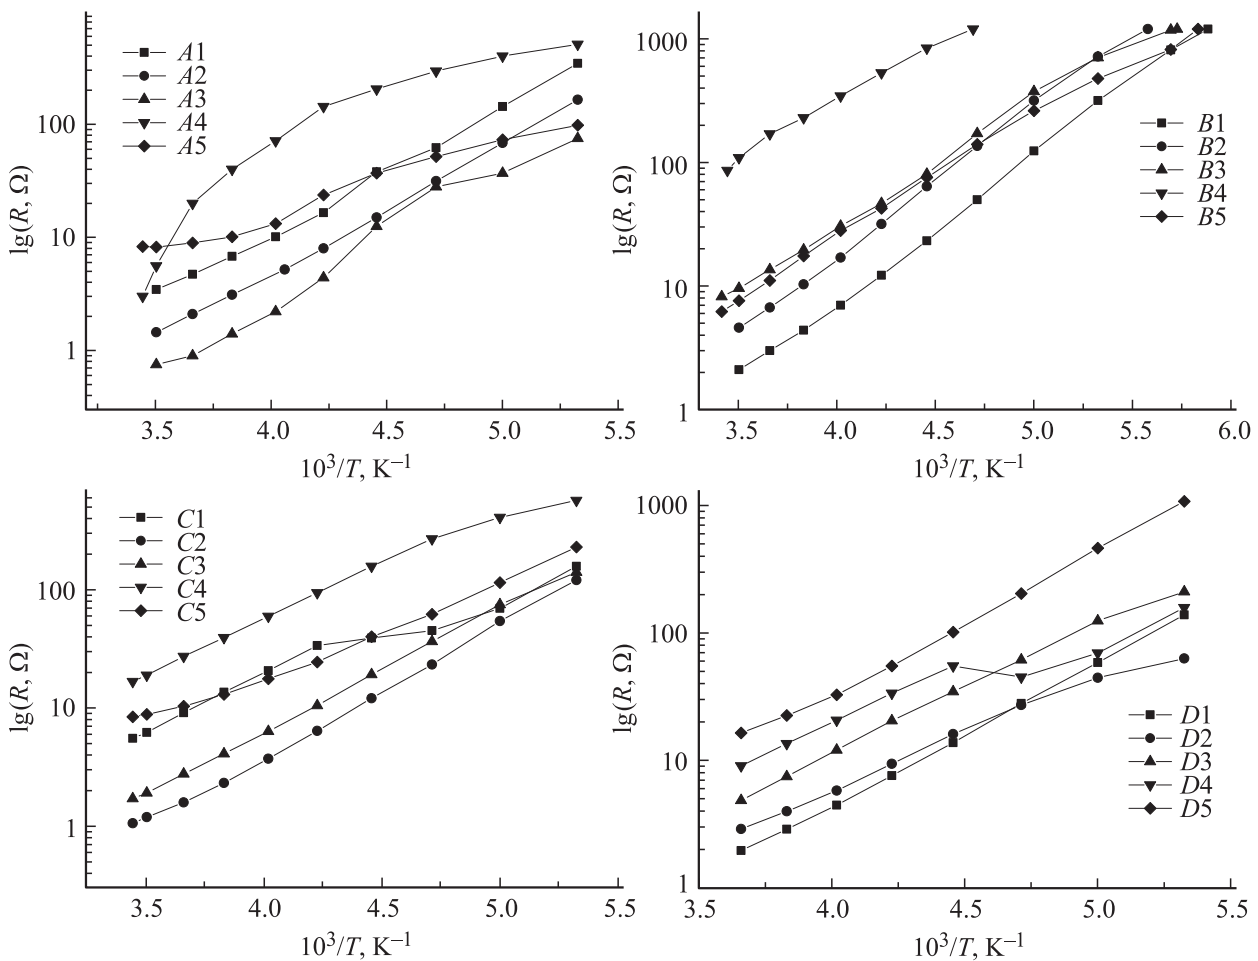 A1
A2
A3
A4
A5
100
10
1
lg(R, Ω)
3.5 4.0 4.5 5.0 5.5
10³/T, K⁻¹
1000
100
10
1
lg(R, Ω)
B1
B2
B3
B4
B5
3.5 4.0 4.5 5.0 5.5 6.0
10³/T, K⁻¹
C1
C2
C3
C4
C5
100
10
1
lg(R, Ω)
3.5 4.0 4.5 5.0 5.5
10³/T, K⁻¹
1000
100
10
1
lg(R, Ω)
D1
D2
D3
D4
D5
4.0 4.5 5.0 5.5
10³/T, K⁻¹